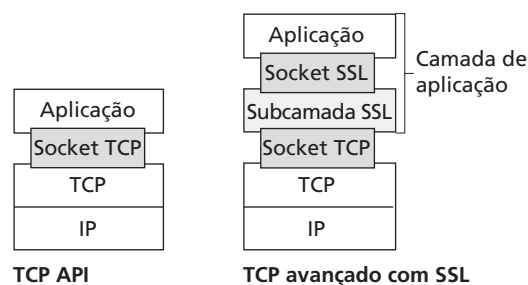 Aplicação
Socket TCP
TCP
IP
TCP API
Aplicação
Socket SSL
Subcamada SSL
Socket TCP
TCP
IP
Camada de
aplicação
TCP avançado com SSL